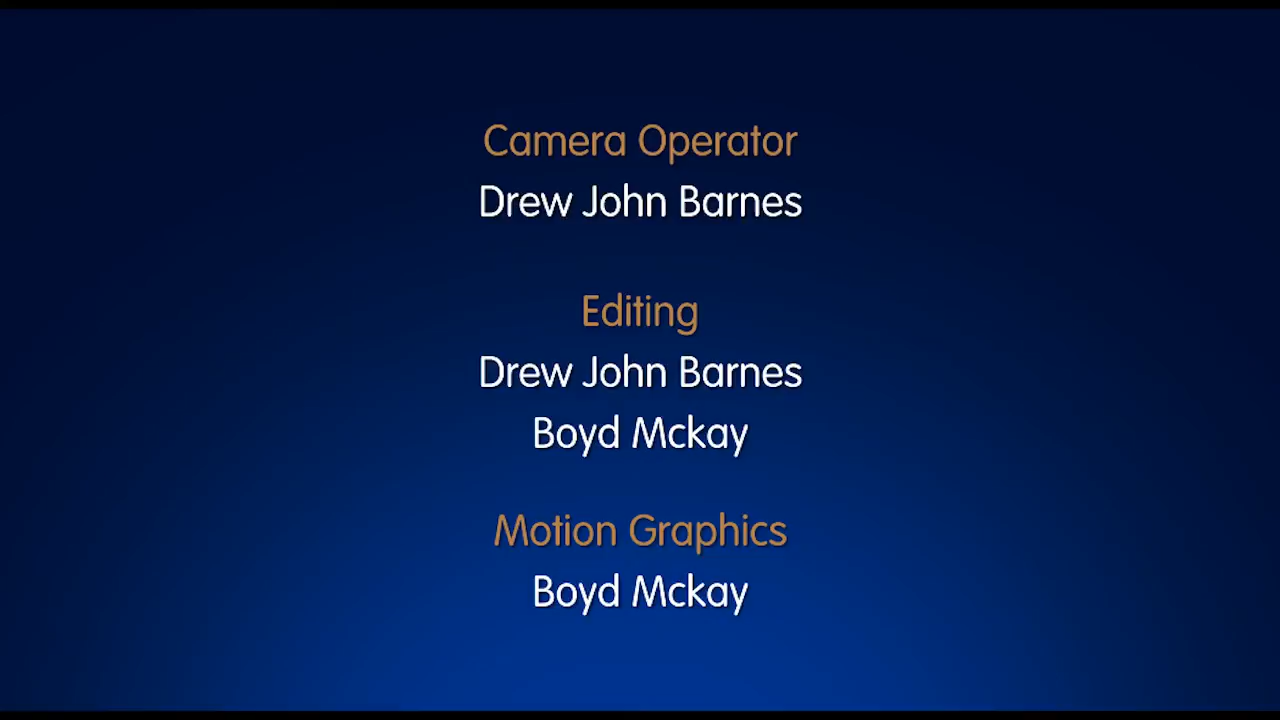 Camera Operator
Drew John Barnes
Editing
Drew John Barnes
Boyd Mckay
Motion Graphics
Boyd Mckay